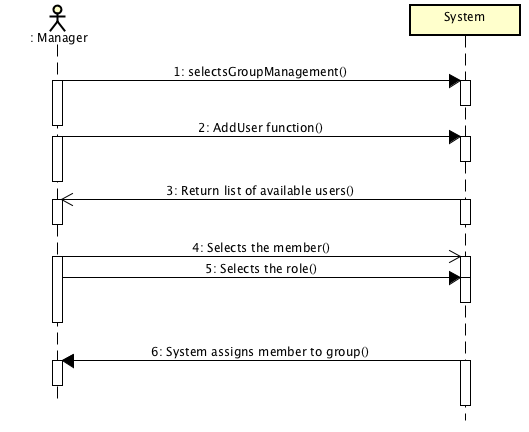 System
: Manager
1: selectsGroupManagement()
2: AddUser function()
3: Return list of available users()
4: Selects the member()
5: Selects the role()
6: System assigns member to group()